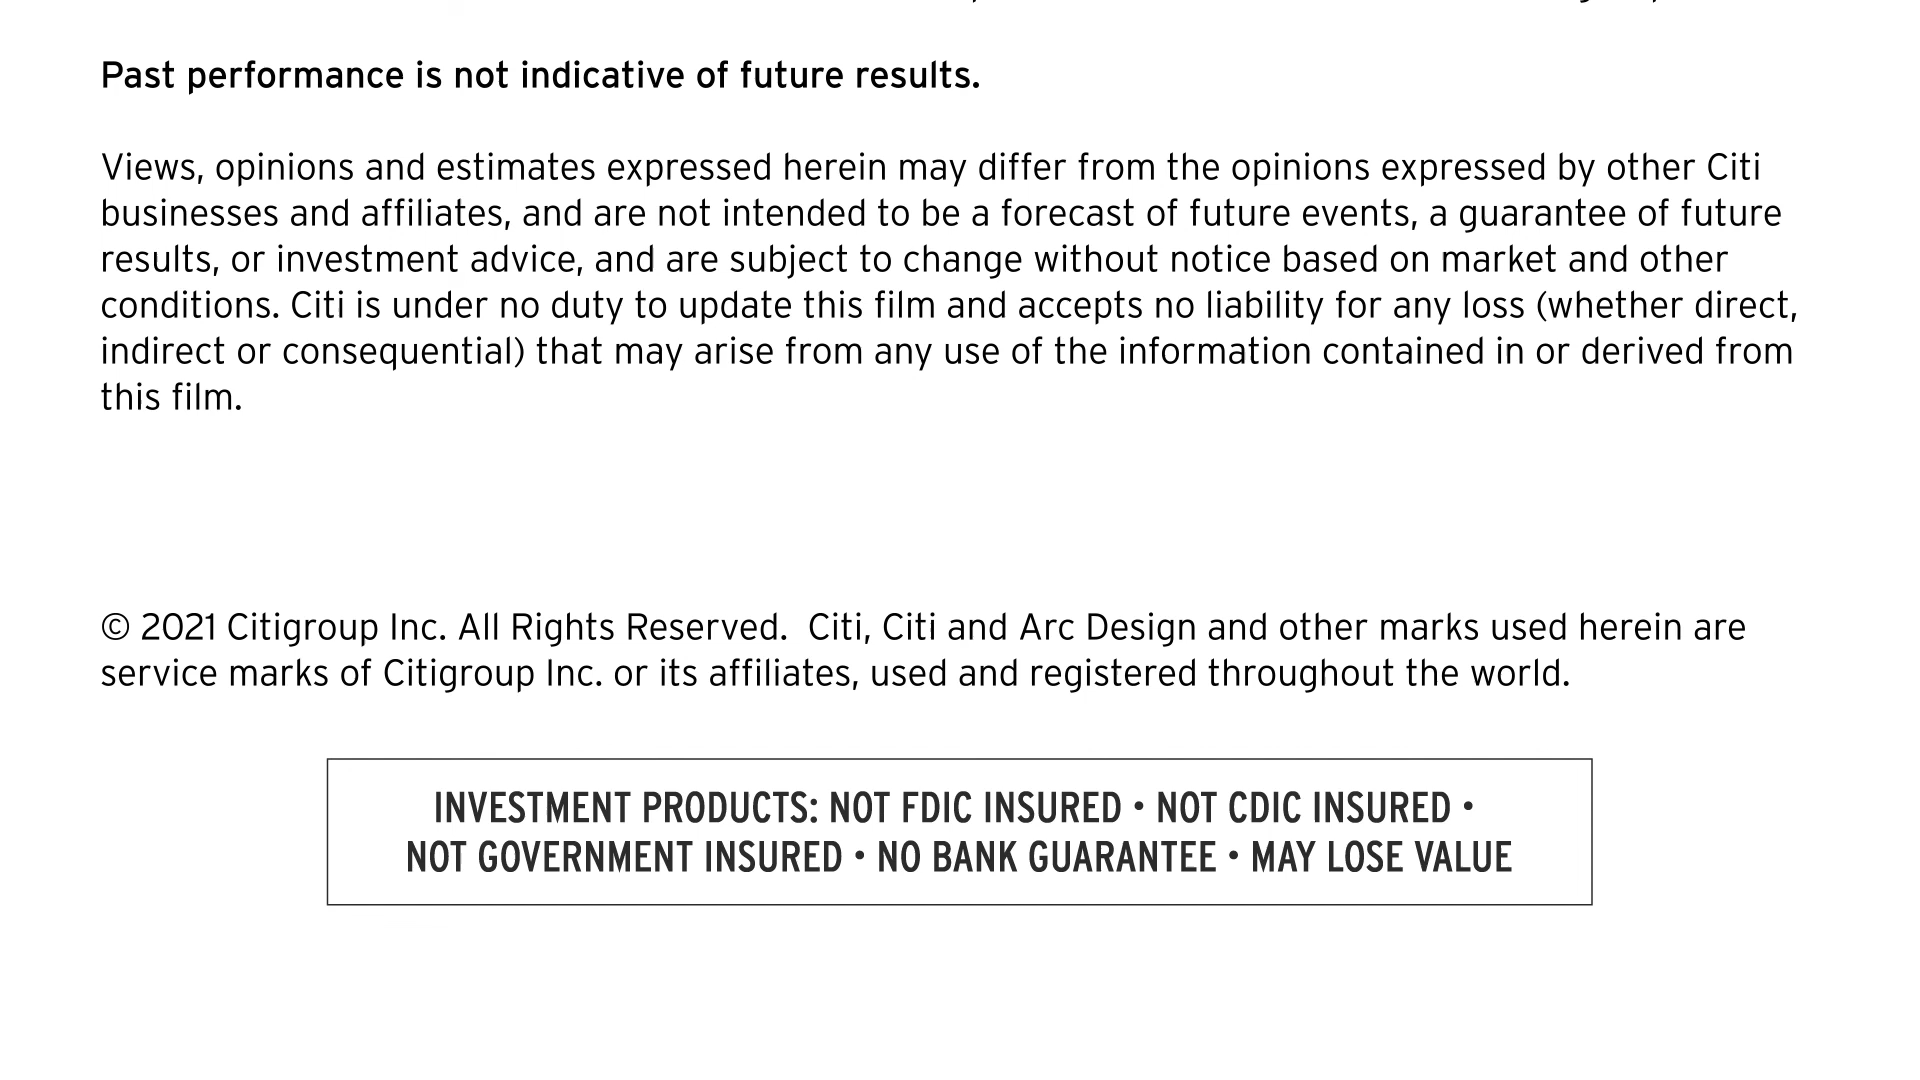 Past performance is not indicative of future results.
Views, opinions and estimates expressed herein may differ from the opinions expressed by other Citi
businesses and affiliates, and are not intended to be a forecast of future events, a guarantee of future
results, or investment advice, and are subject to change without notice based on market and other
conditions. Citi is under no duty to update this film and accepts no liability for any loss (whether direct,
indirect or consequential) that may arise from any use of the information contained in or derived from
this film.
© 2021 Citigroup Inc. All Rights Reserved.  Citi, Citi and Arc Design and other marks used herein are
service marks of Citigroup Inc. or its affiliates, used and registered throughout the world.
INVESTMENT PRODUCTS: NOT FDIC INSURED • NOT CDIC INSURED •
NOT GOVERNMENT INSURED • NO BANK GUARANTEE • MAY LOSE VALUE